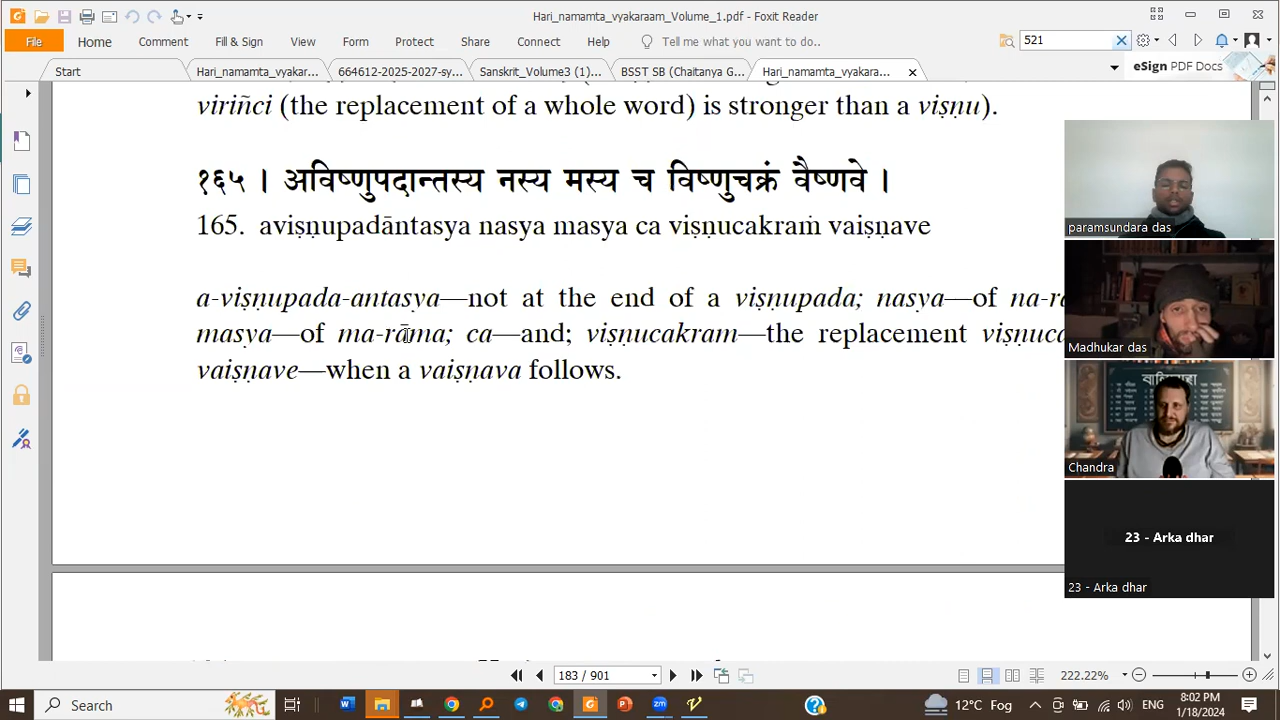 Hari_namamta_vyakaraam_Volume_1.pdf - Foxit Reader
File Home Comment Fill & Sign View Form Protect Share Connect Help Tell me what you want to do.. 521
Start Hari_namamta_vyakar... 664612-2025-2027-sy... Sanskrit_Volume3 (1)... BSST SB (Chaitanya G... Hari_namamta_vyakara... eSign PDF Docs
viriñci (the replacement of a whole word) is stronger than a viṣṇu).
१६५ । अविष्णुपदान्तस्य नस्य मस्य च विष्णुचक्रं वैष्णवे ।
165. aviṣṇupadāntasya nasya masya ca viṣṇucakraṁ vaiṣṇave
a-viṣṇupada-antasya—not at the end of a viṣṇupada; nasya—of na-r
masya—of ma-rāma; ca—and; viṣṇucakram—the replacement viṣṇuc
vaiṣṇave—when a vaiṣṇava follows.
paramsundara das
Madhukar das
Chandra
23 - Arka dhar
23 - Arka dhar
183 / 901 222.22%
Search 12°C Fog 8:02 PM
1/18/2024